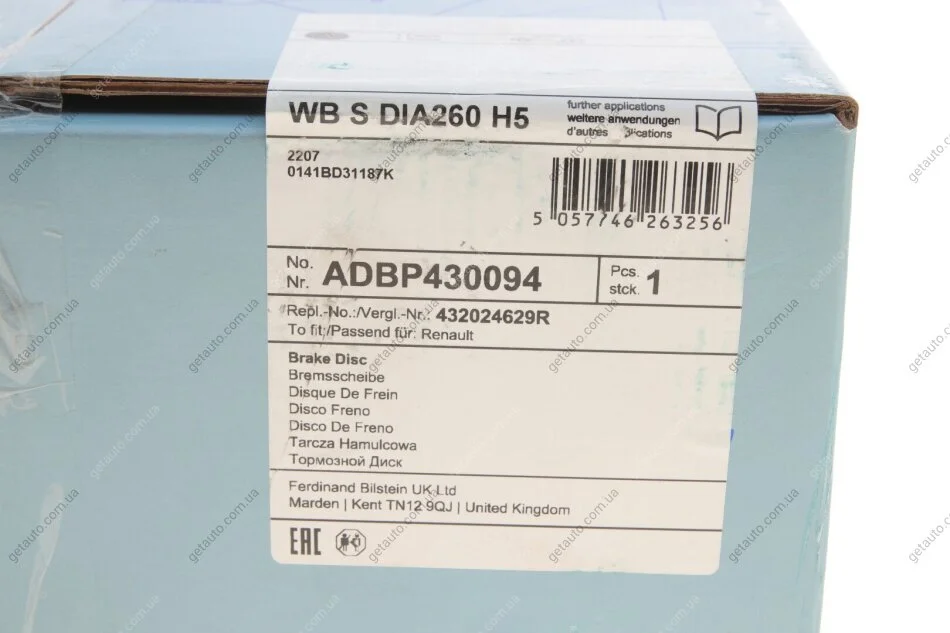 WB S DIA260 H5
further applications
weitere anwendungen
d'autres
2207
0141BD31187K
5 057746 263256
No.
Nr. ADBP430094
Pcs.
stck. 1
Repl.-No.:/Vergl.-Nr.: 432024629R
To fit:/Passend für: Renault
Brake Disc
Bremsscheibe
Disque De Frein
Disco Freno
Disco De Freno
Tarcza Hamulcowa
Тормозной Диск
Ferdinand Bilstein UK Ltd
Marden | Kent TN12 9QJ | United Kingdom
EAC
getauto.com.ua